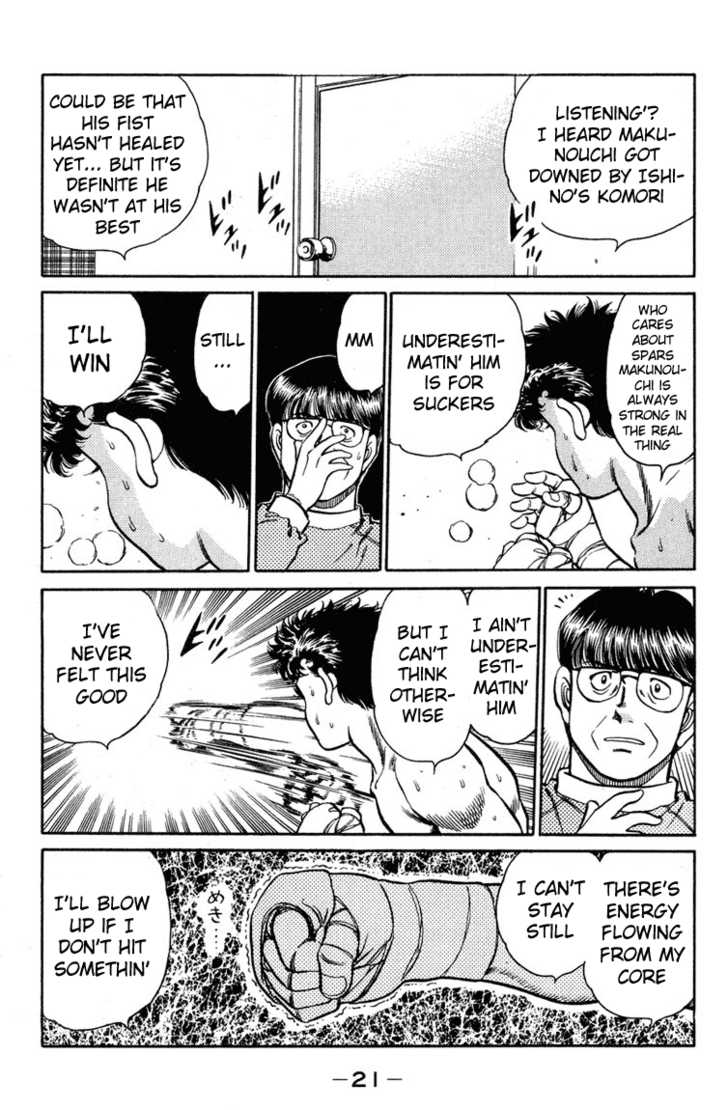 LISTENING'?
I HEARD MAKU-
NOUCHI GOT
DOWNED BY ISHI-
NO'S KOMORI
COULD BE THAT
HIS FIST
HASN'T HEALED
YET... BUT IT'S
DEFINITE HE
WASN'T AT HIS
BEST
WHO
CARES
ABOUT
SPARS
MAKUNOU-
CHI IS
ALWAYS
STRONG IN
THE REAL
THING
UNDERESTI-
MATIN' HIM
IS FOR
SUCKERS
MM
STILL
...
I'LL
WIN
I AIN'T
UNDER-
ESTI-
MATIN'
HIM
BUT I
CAN'T
THINK
OTHER-
WISE
I'VE
NEVER
FELT THIS
GOOD
THERE'S
ENERGY
FLOWING
FROM MY
CORE
I CAN'T
STAY
STILL
めき…
I'LL BLOW
UP IF I
DON'T HIT
SOMETHIN'
—21—